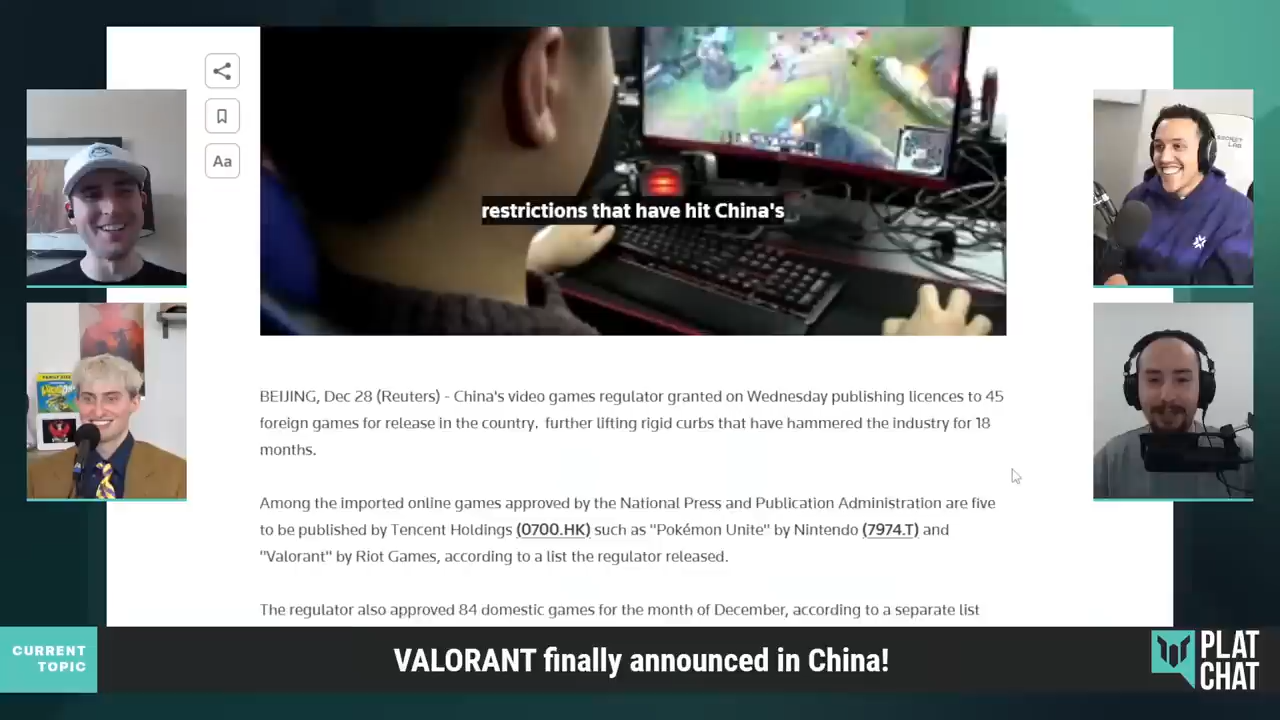 Aa
restrictions that have hit China's
SECRET
LAB
BEIJING, Dec 28 (Reuters) - China's video games regulator granted on Wednesday publishing licences to 45
foreign games for release in the country, further lifting rigid curbs that have hammered the industry for 18
months.
Among the imported online games approved by the National Press and Publication Administration are five
to be published by Tencent Holdings (0700.HK) such as "Pokémon Unite" by Nintendo (7974.T) and
"Valorant" by Riot Games, according to a list the regulator released.
The regulator also approved 84 domestic games for the month of December, according to a separate list
CURRENT
TOPIC
VALORANT finally announced in China!
PLAT
CHAT